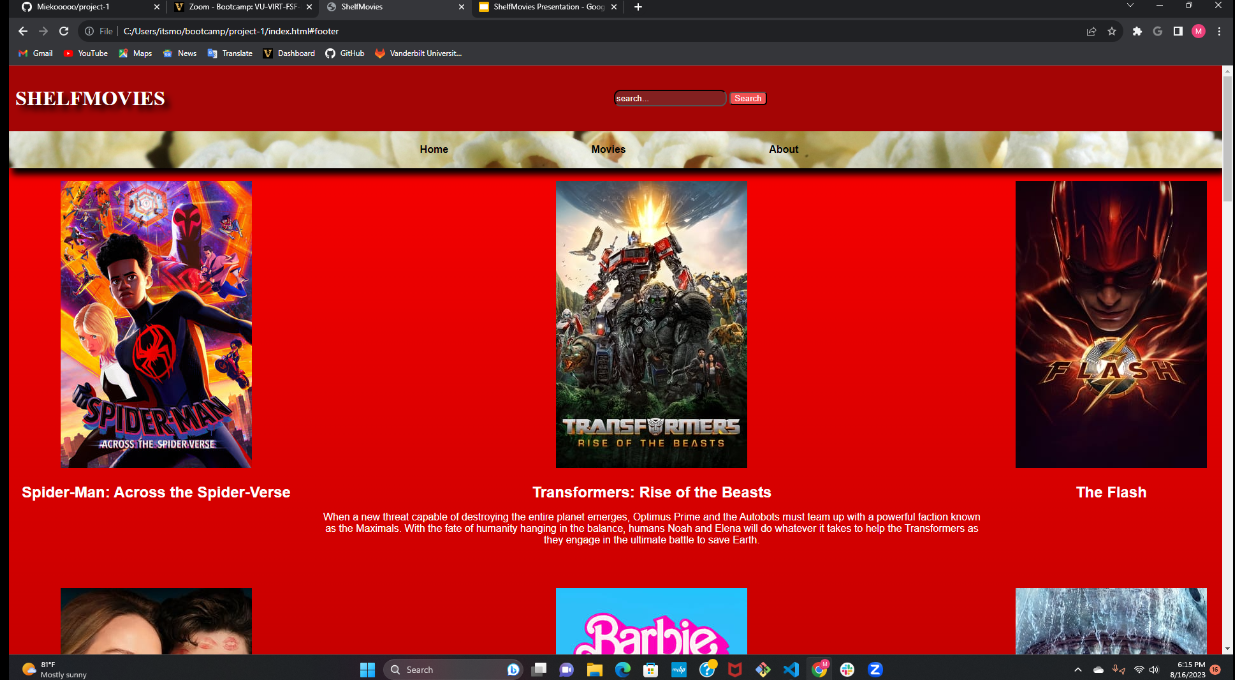 Miekooooo/project-1
Zoom - Bootcamp: VU-VIRT-FSF-
ShelfMovies
ShelfMovies Presentation - Goog
File
C:/Users/itsmo/bootcamp/project-1/index.html#footer
G
M
Gmail
YouTube
Maps
News
Translate
V
Dashboard
GitHub
Vanderbilt Universit...
SHELFMOVIES
search...
Search
Home
Movies
About
SPIDER-MAN
ACROSS THE SPIDER-VERSE
TRANSFORMERS
RISE OF THE BEASTS
FLASH
Spider-Man: Across the Spider-Verse
Transformers: Rise of the Beasts
The Flash
When a new threat capable of destroying the entire planet emerges, Optimus Prime and the Autobots must team up with a powerful faction known
as the Maximals. With the fate of humanity hanging in the balance, humans Noah and Elena will do whatever it takes to help the Transformers as
they engage in the ultimate battle to save Earth.
Barbie
81°F
Mostly sunny
Search
6:15 PM
8/16/2023